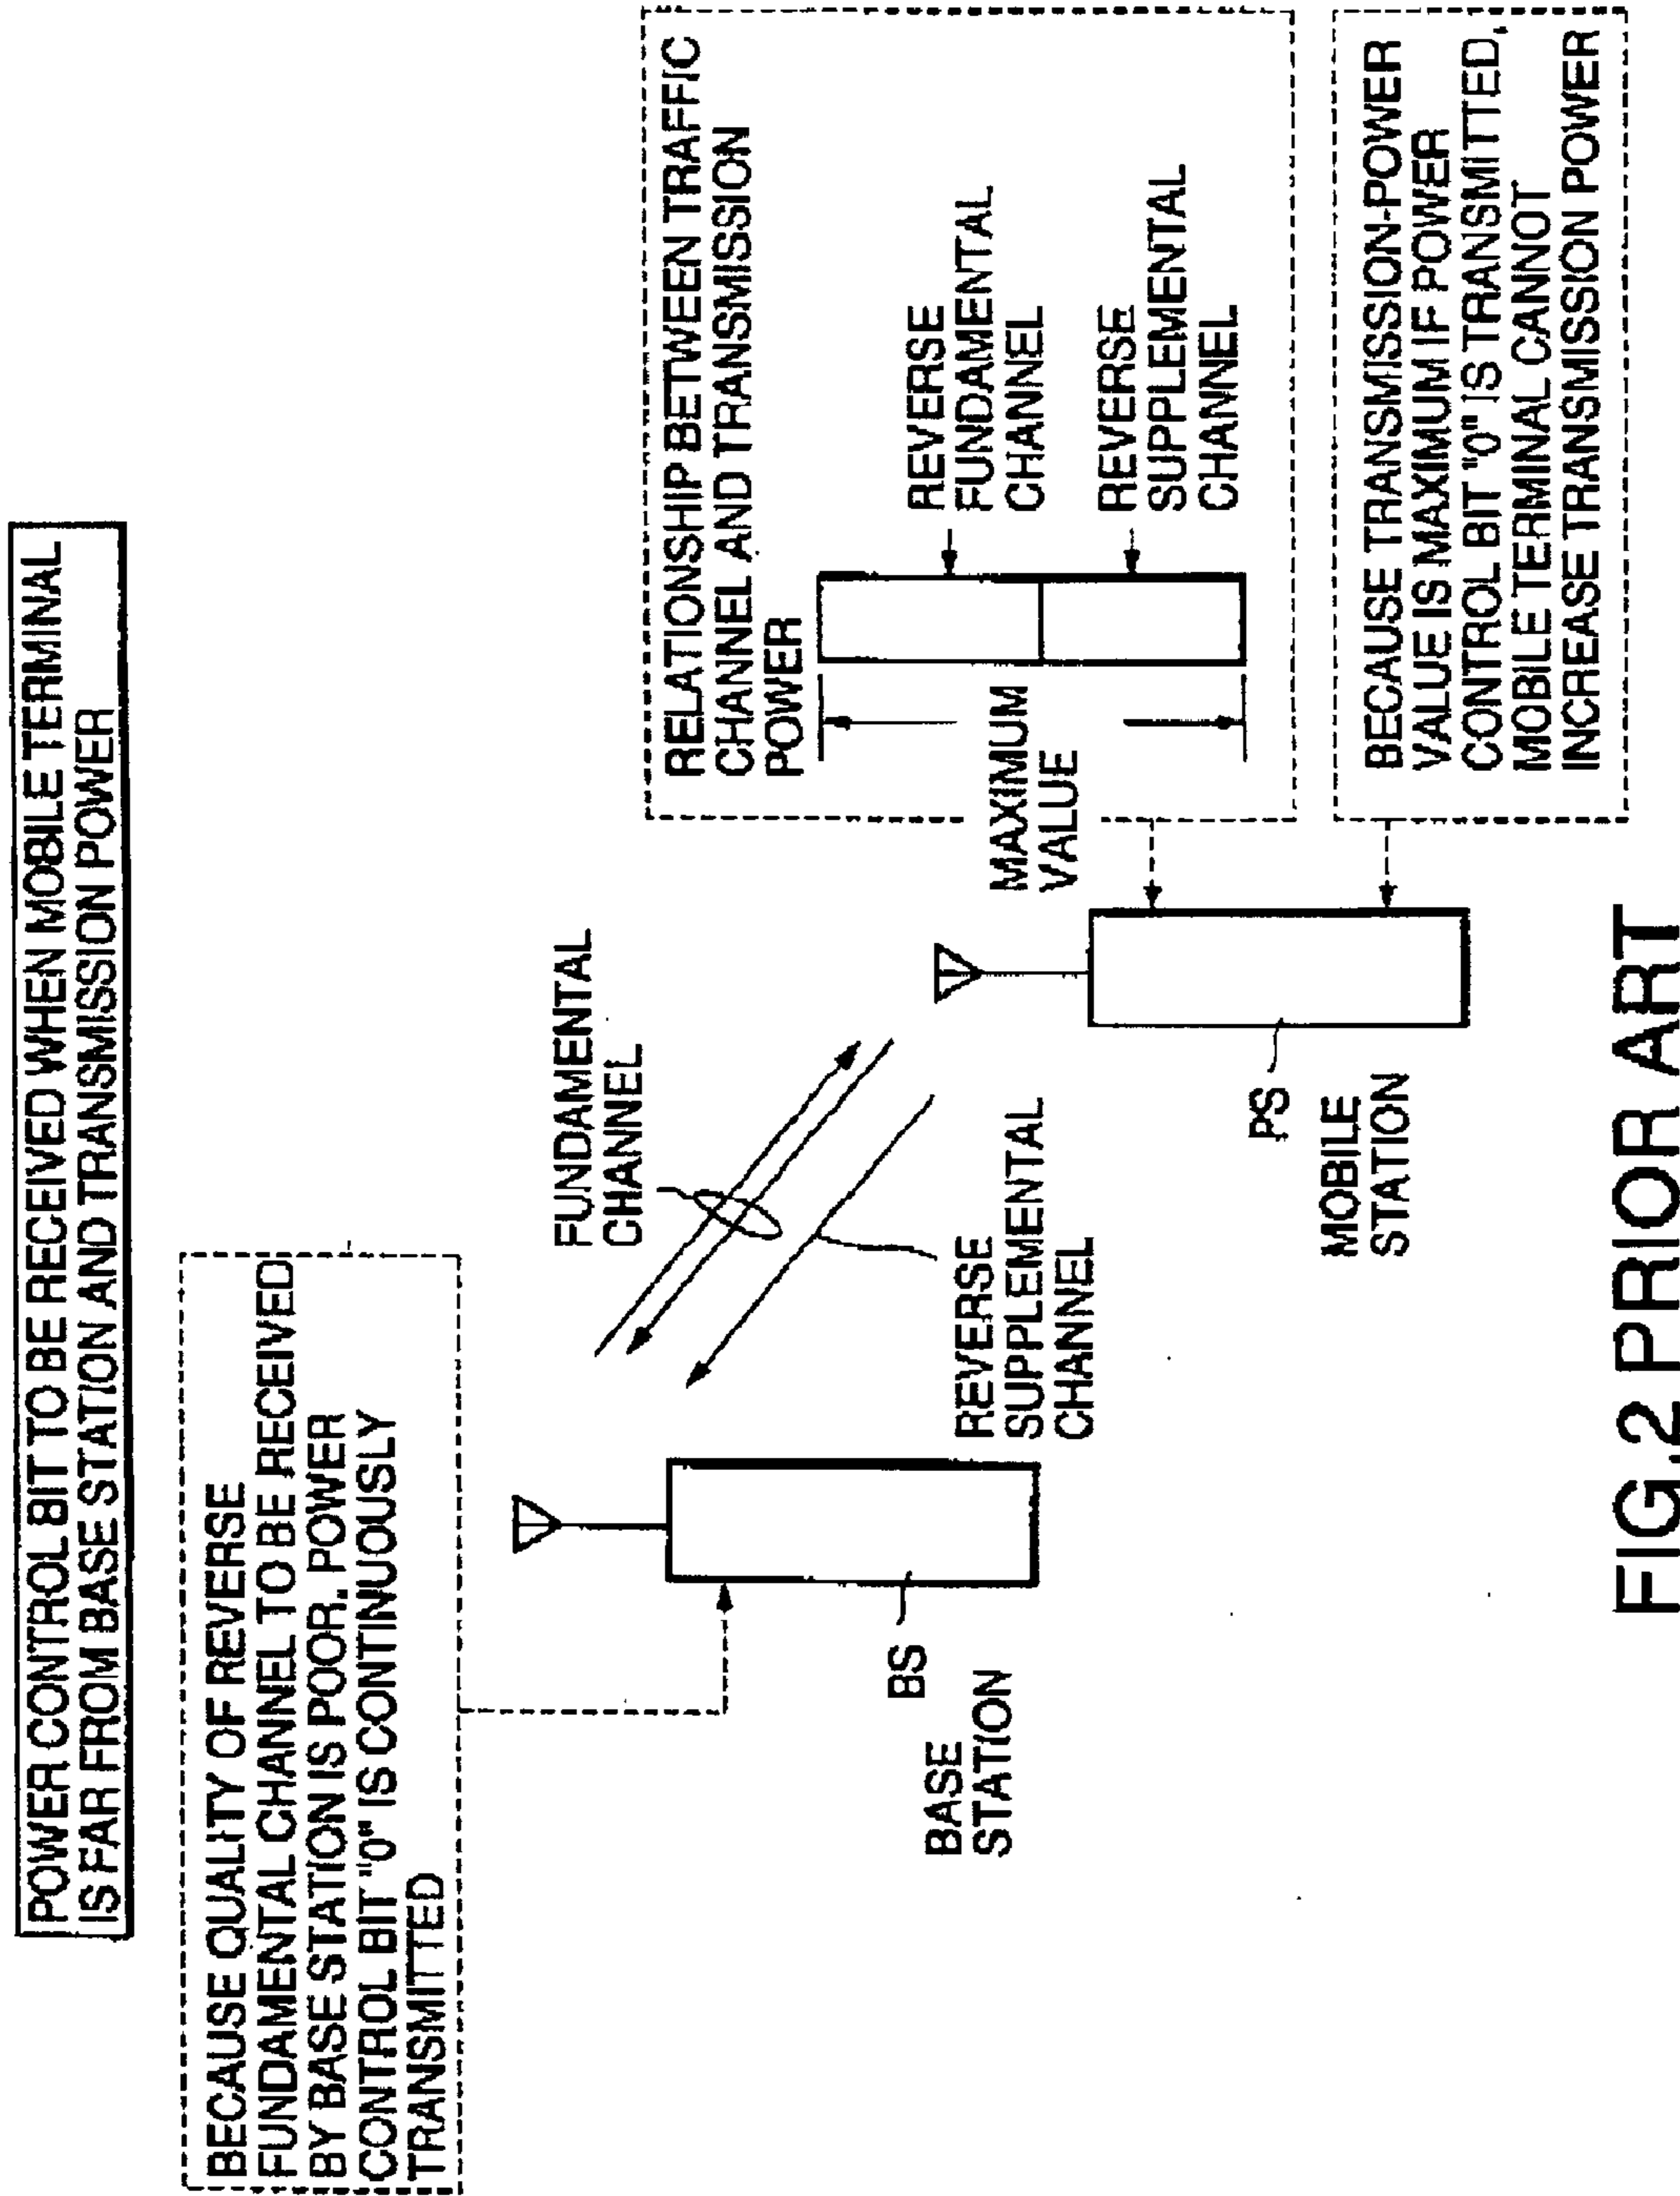 POWER CONTROL BIT TO BE RECEIVED WHEN MOBILE TERMINAL
IS FAR FROM BASE STATION AND TRANSMISSION POWER
BECAUSE QUALITY OF REVERSE
FUNDAMENTAL CHANNEL TO BE RECEIVED
BY BASE STATION IS POOR, POWER
CONTROL BIT "0" IS CONTINUOUSLY
TRANSMITTED
FUNDAMENTAL
CHANNEL
BS
BASE
STATION
REVERSE
SUPPLEMENTAL
CHANNEL
PS
MOBILE
STATION
RELATIONSHIP BETWEEN TRAFFIC
CHANNEL AND TRANSMISSION
POWER
MAXIMUM
VALUE
REVERSE
FUNDAMENTAL
CHANNEL
REVERSE
SUPPLEMENTAL
CHANNEL
BECAUSE TRANSMISSION-POWER
VALUE IS MAXIMUM IF POWER
CONTROL BIT "0" IS TRANSMITTED,
MOBILE TERMINAL CANNOT
INCREASE TRANSMISSION POWER
FIG.2 PRIOR ART